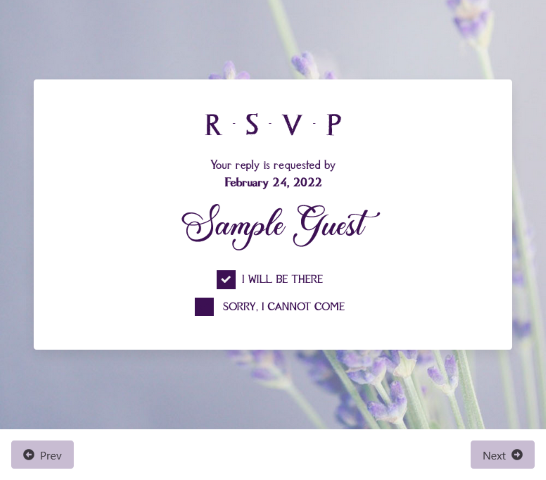 R · S · V · P
Your reply is requested by
February 24, 2022
Sample Guest
I WILL BE THERE
SORRY, I CANNOT COME
Prev
Next